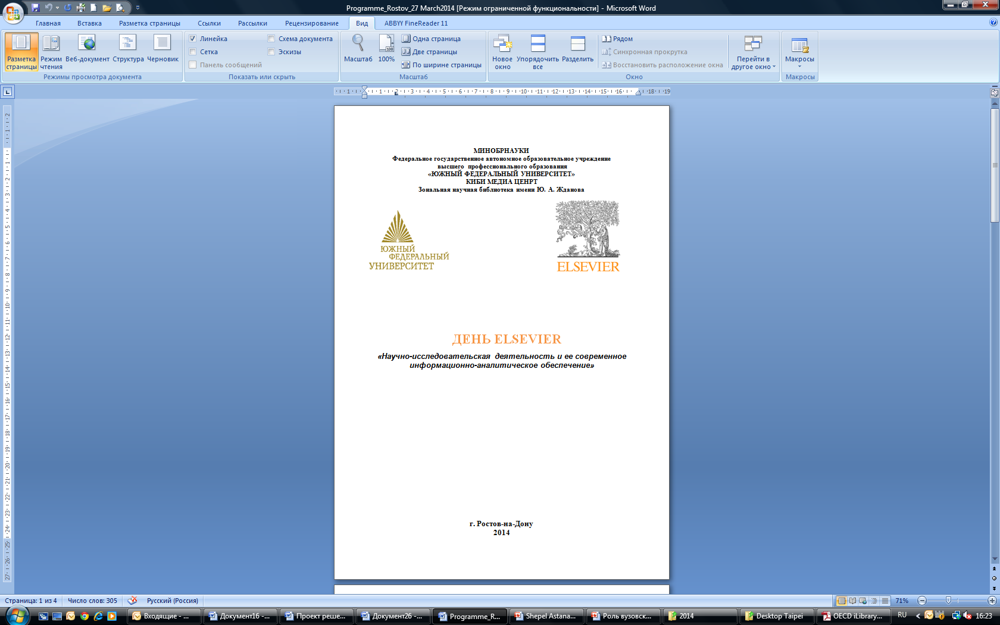 Programme_Rostov_27 March2014 [Режим ограниченной функциональности] - Microsoft Word
Главная Вставка Разметка страницы Ссылки Рассылки Рецензирование Вид ABBYY FineReader 11
Разметка страницы
Режим чтения
Веб-документ
Структура
Черновик
Режимы просмотра документа
Линейка
Сетка
Панель сообщений
Схема документа
Эскизы
Показать или скрыть
Масштаб
100%
Одна страница
Две страницы
По ширине страницы
Масштаб
Новое окно
Упорядочить все
Разделить
Рядом
Синхронная прокрутка
Восстановить расположение окна
Окно
Перейти в другое окно
Макросы
Макросы
МИНОБРНАУКИ
Федеральное государственное автономное образовательное учреждение
высшего профессионального образования
«ЮЖНЫЙ ФЕДЕРАЛЬНЫЙ УНИВЕРСИТЕТ»
КИБИ МЕДИА ЦЕНРТ
Зональная научная библиотека имени Ю. А. Жданова
ЮЖНЫЙ
ФЕДЕРАЛЬНЫЙ
УНИВЕРСИТЕТ
ELSEVIER
ДЕНЬ ELSEVIER
«Научно-исследовательская деятельность и ее современное
информационно-аналитическое обеспечение»
г. Ростов-на-Дону
2014
Страница: 1 из 4 Число слов: 305 Русский (Россия) 71%
Входящие - ... Документ16 -... Проект реше... Документ26 -... Programme_R... Shepel Astana... Роль вузовск... 2014 Desktop Taipei OECD iLibrary... RU 16:23